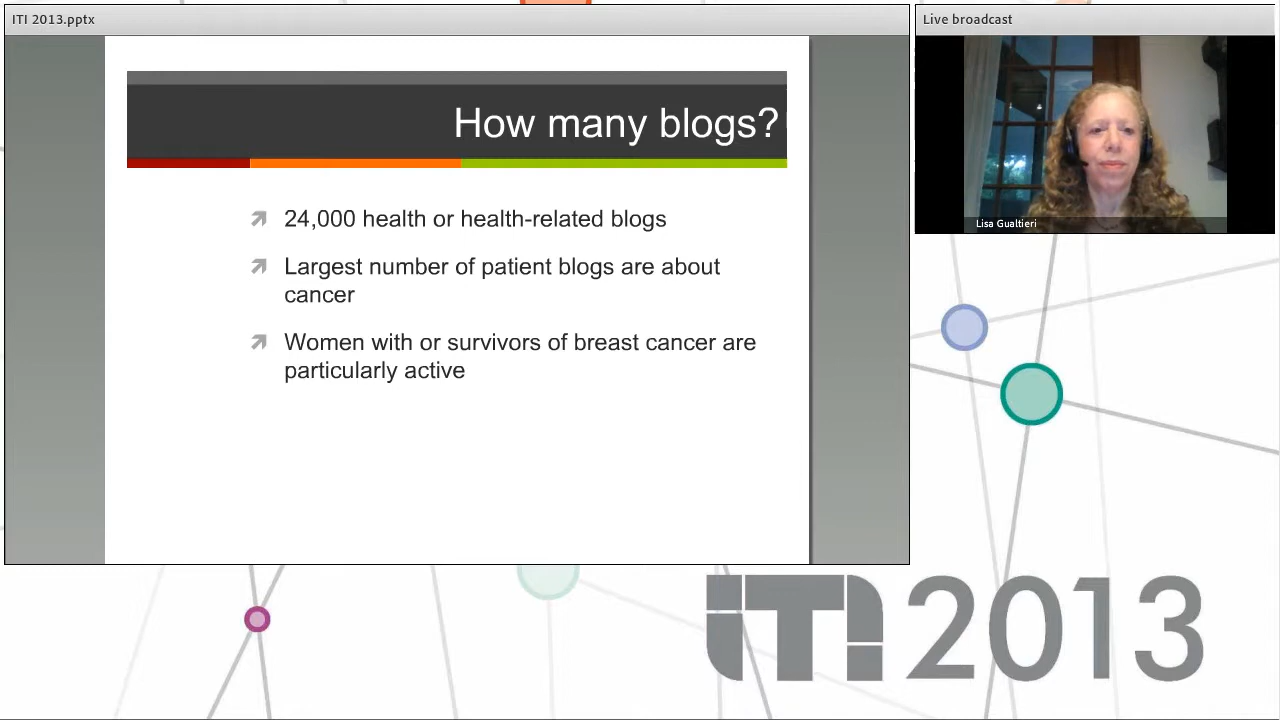 ITI 2013.pptx
Live broadcast
How many blogs?
24,000 health or health-related blogs
Largest number of patient blogs are about
cancer
Women with or survivors of breast cancer are
particularly active
Lisa Gualtieri
iTi 2013